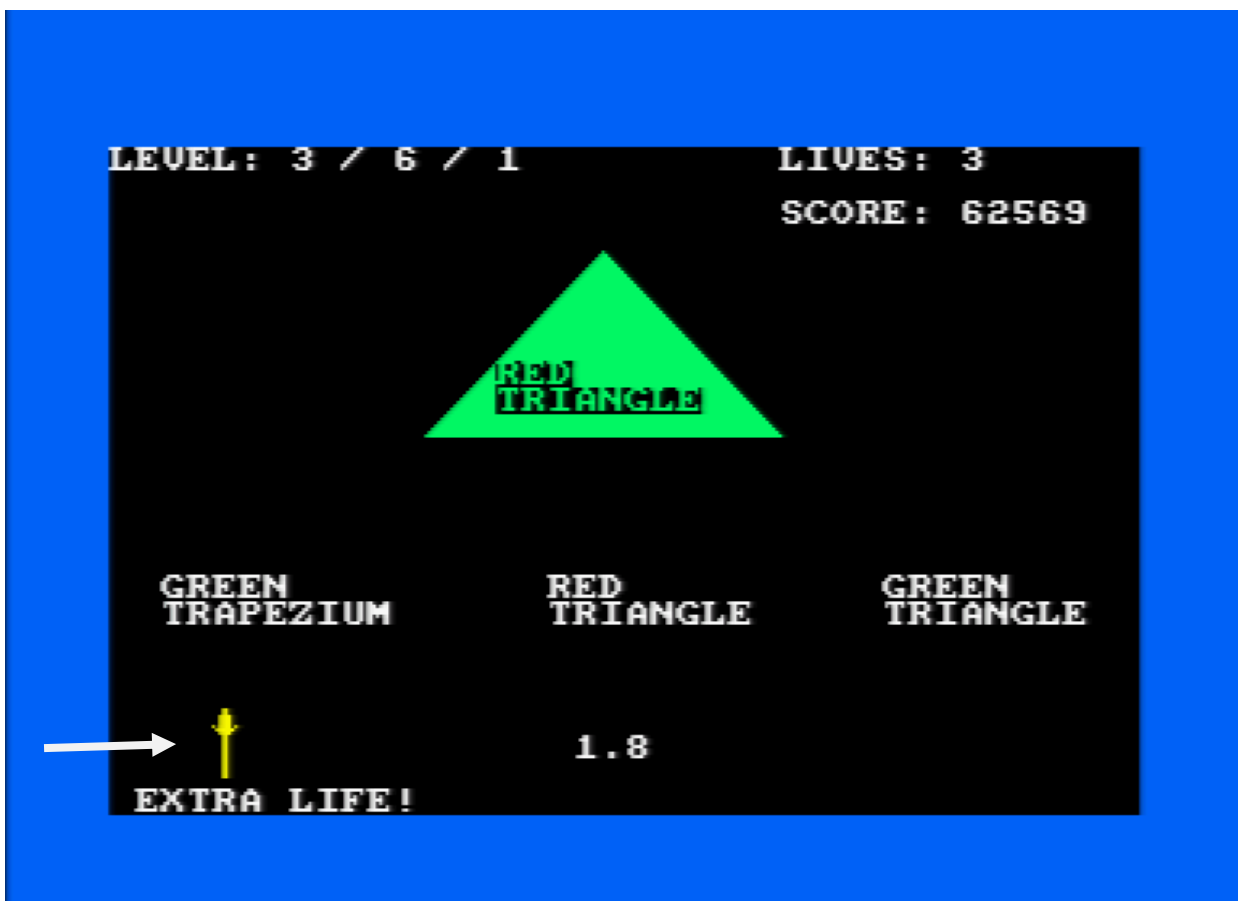 LEVEL: 3 / 6 / 1 LIVES: 3
SCORE: 62569
RED
TRIANGLE
GREEN RED GREEN
TRAPEZIUM TRIANGLE TRIANGLE
1.8
EXTRA LIFE!